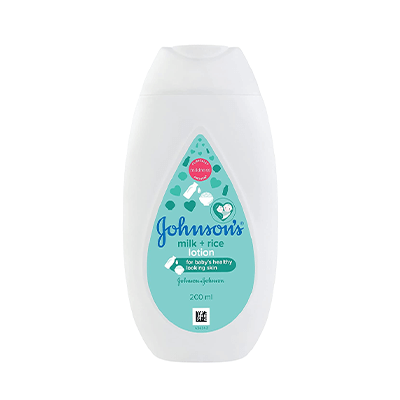 Johnson's®
milk + rice
lotion
for baby's healthy
looking skin
Johnson & Johnson
200 ml